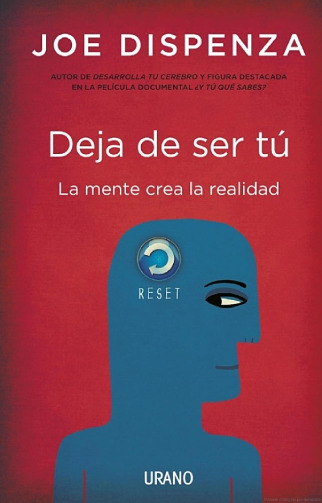 JOE DISPENZA
AUTOR DE DESARROLLA TU CEREBRO Y FIGURA DESTACADA
EN LA PELÍCULA DOCUMENTAL ¿Y TÚ QUÉ SABES?
Deja de ser tú
La mente crea la realidad
RESET
URANO